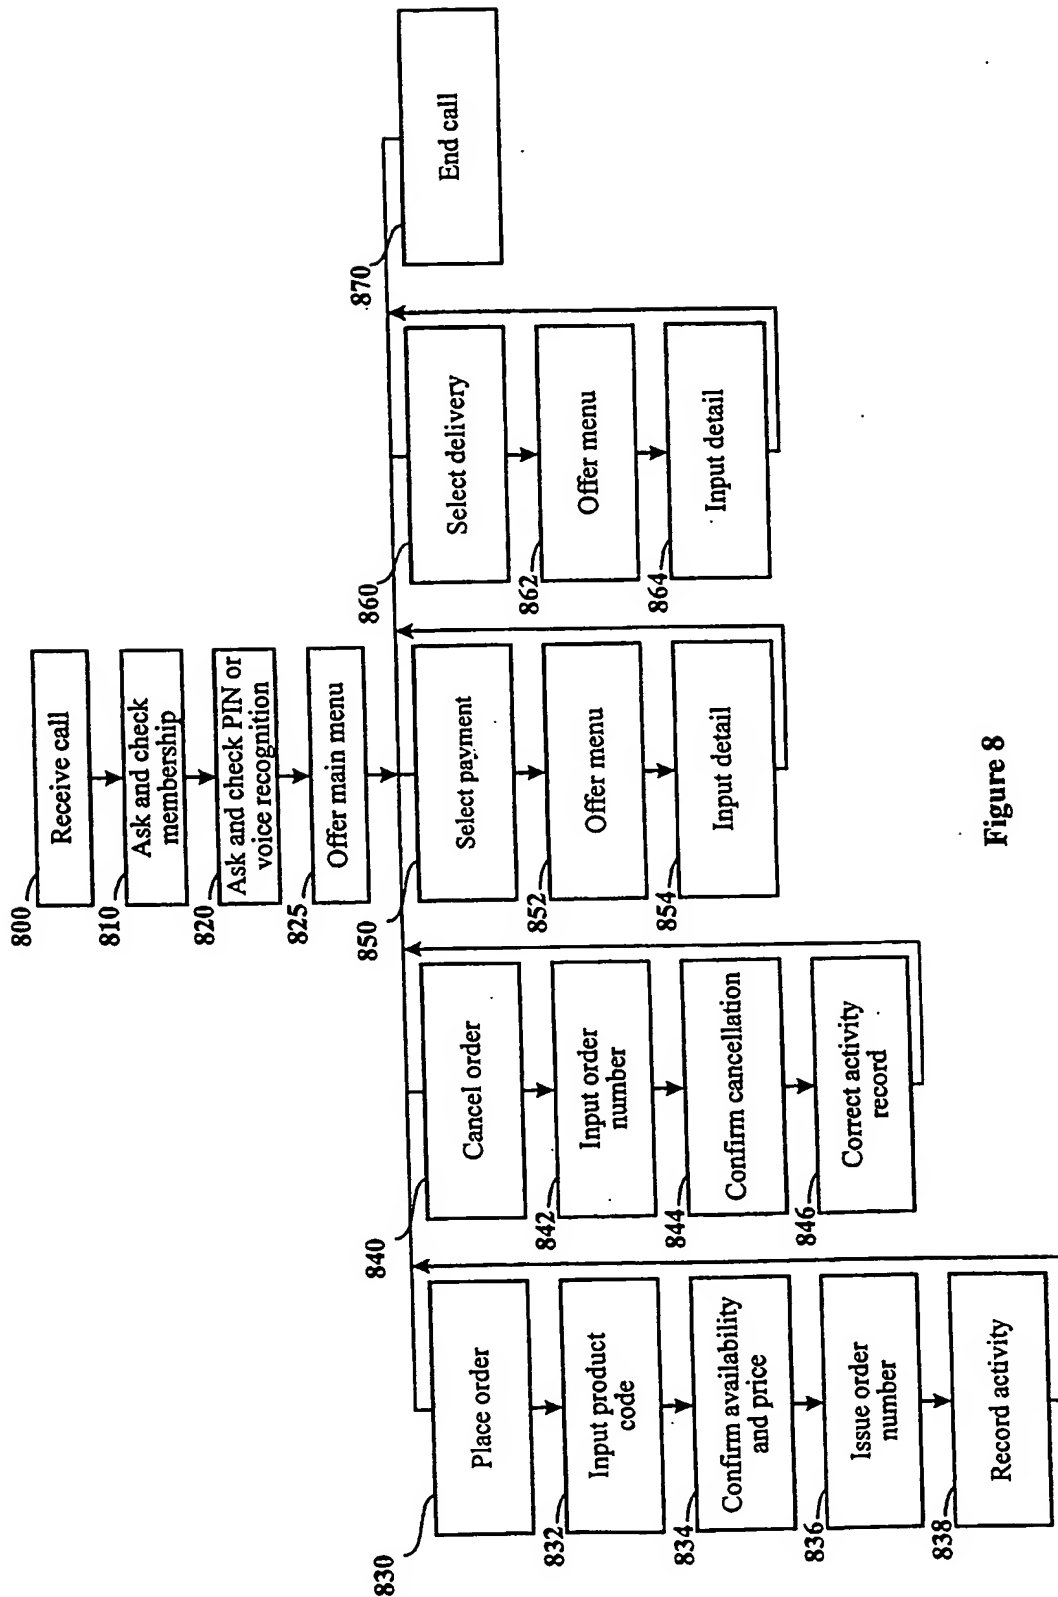 800
Receive call
810
Ask and check
membership
820
Ask and check PIN or
voice recognition
825
Offer main menu
830
Place order
832
Input product
code
834
Confirm availability
and price
836
Issue order
number
838
Record activity
840
Cancel order
842
Input order
number
844
Confirm cancellation
846
Correct activity
record
850
Select payment
852
Offer menu
854
Input detail
860
Select delivery
862
Offer menu
864
Input detail
870
End call
Figure 8